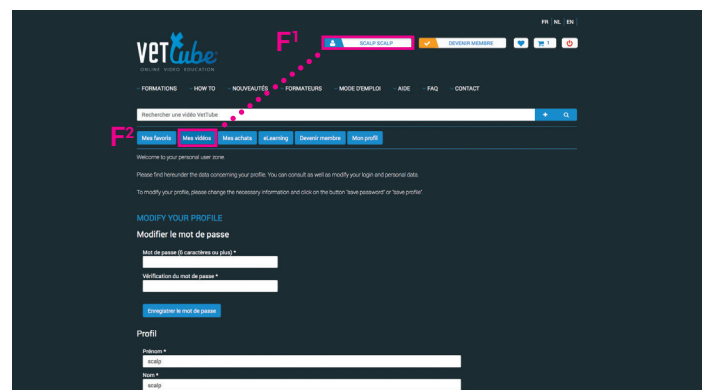 FR | NL | EN
VETCube
ONLINE VIDEO EDUCATION
F1
SCALP SCALP
DEVENIR MEMBRE
1
FORMATIONS
HOW TO
NOUVEAUTÉS
FORMATEURS
MODE D'EMPLOI
AIDE
FAQ
CONTACT
Rechercher une vidéo VetTube
+
F2
Mes favoris
Mes vidéos
Mes achats
eLearning
Devenir membre
Mon profil
Welcome to your personal user zone.
Please find hereunder the data concerning your profile. You can consult as well as modify your login and personal data.
To modify your profile, please change the necessary information and click on the button "save password" or "save profile".
MODIFY YOUR PROFILE
Modifier le mot de passe
Mot de passe (6 caractères ou plus) *
Vérification du mot de passe *
Enregistrer le mot de passe
Profil
Prénom *
scalp
Nom *
scalp